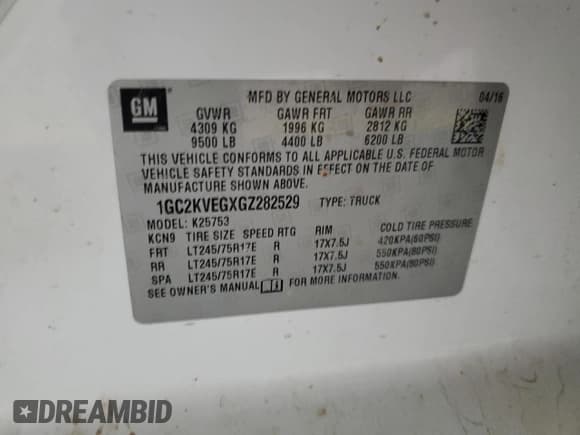 GM
MFD BY GENERAL MOTORS LLC 04/16
GVWR GAWR FRT GAWR RR
4309 KG 1996 KG 2812 KG
9500 LB 4400 LB 6200 LB
THIS VEHICLE CONFORMS TO ALL APPLICABLE U.S. FEDERAL MOTOR
VEHICLE SAFETY STANDARDS IN EFFECT ON THE DATE OF
MANUFACTURE SHOWN ABOVE.
1GC2KVEGXGZ282529 TYPE: TRUCK
MODEL: K25753
KCN9 TIRE SIZE SPEED RTG RIM COLD TIRE PRESSURE
FRT LT245/75R17E R 17X7.5J 420KPA(60PSI)
RR LT245/75R17E R 17X7.5J 550KPA(80PSI)
SPA LT245/75R17E R 17X7.5J 550KPA(80PSI)
SEE OWNER'S MANUAL FOR MORE INFORMATION.
DREAMBID